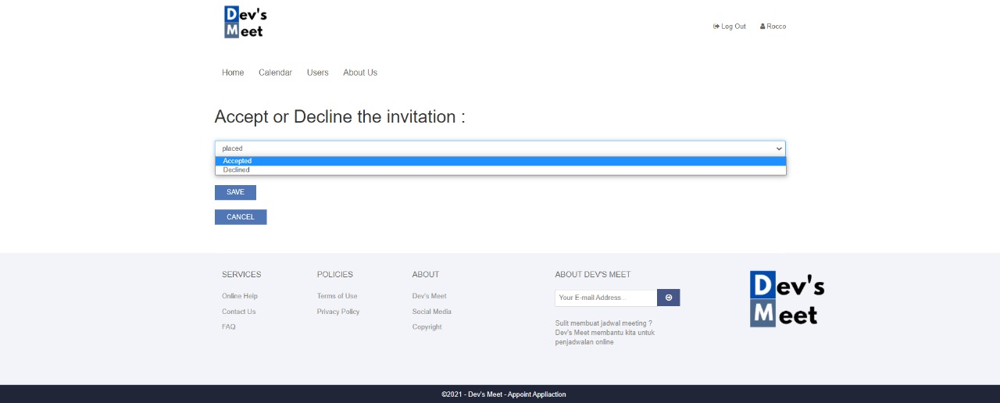 Dev's
Meet
Log Out Rocco
Home Calendar Users About Us
Accept or Decline the invitation :
placed
Accepted
Declined
SAVE
CANCEL
SERVICES
Online Help
Contact Us
FAQ
POLICIES
Terms of Use
Privacy Policy
ABOUT
Dev's Meet
Social Media
Copyright
ABOUT DEV'S MEET
Your E-mail Address...
Sulit membuat jadwal meeting ?
Dev's Meet membantu kita untuk
penjadwalan online
Dev's
Meet
©2021 - Dev's Meet - Appoint Appliaction